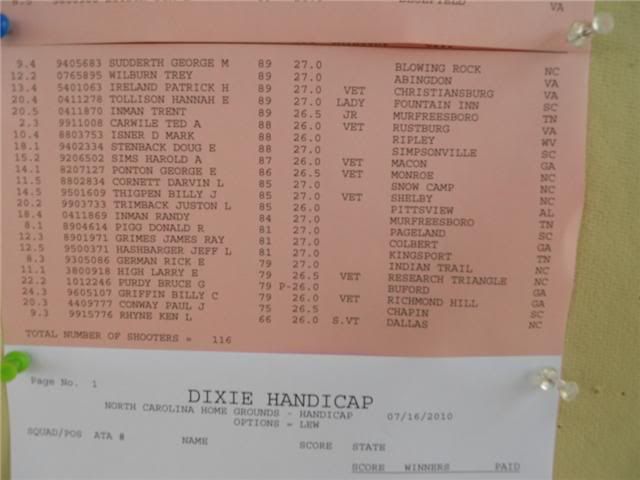 VA
9.4 9405683 SUDDERTH GEORGE M 89 27.0 BLOWING ROCK NC
12.2 0765895 WILBURN TREY 89 27.0 ABINGDON VA
13.4 5401063 IRELAND PATRICK H 89 27.0 VET CHRISTIANSBURG VA
20.4 0411278 TOLLISON HANNAH E 89 27.0 LADY FOUNTAIN INN SC
20.5 0411870 INMAN TRENT 89 26.5 JR MURFREESBORO TN
2.3 9911008 CARWILE TED A 88 26.0 VET RUSTBURG VA
10.4 8803753 ISNER D MARK 88 26.0 RIPLEY WV
18.1 9402334 STENBACK DOUG E 88 27.0 SIMPSONVILLE SC
15.2 9206502 SIMS HAROLD A 87 26.0 VET MACON GA
14.1 8207127 PONTON GEORGE E 86 26.5 VET MONROE NC
11.5 8802834 CORNETT DARVIN L 85 27.0 SNOW CAMP NC
14.5 9501609 THIGPEN BILLY J 85 27.0 VET SHELBY NC
20.2 9903733 TRIMBACK JUSTON L 85 26.0 PITTSVIEW AL
18.4 0411869 INMAN RANDY 84 27.0 MURFREESBORO TN
8.1 8904614 PIGG DONALD R 81 27.0 PAGELAND SC
12.3 8901971 GRIMES JAMES RAY 81 27.0 COLBERT GA
12.5 9500371 HASHBARGER JEFF L 81 27.0 KINGSPORT TN
8.3 9305086 GERMAN RICK E 79 27.0 INDIAN TRAIL NC
11.1 3800918 HIGH LARRY E 79 26.5 VET RESEARCH TRIANGLE NC
22.2 1012246 PURDY BRUCE G 79 P-26.0 BUFORD GA
24.3 9605107 GRIFFIN BILLY C 79 26.0 VET RICHMOND HILL GA
20.3 4409777 CONWAY PAUL J 75 26.5 CHAPIN SC
9.3 9915776 RHYNE KEN L 66 26.0 S.VT DALLAS NC
TOTAL NUMBER OF SHOOTERS = 116
Page No. 1
DIXIE HANDICAP
NORTH CAROLINA HOME GROUNDS - HANDICAP 07/16/2010
OPTIONS = LEW
SQUAD/POS ATA # NAME SCORE STATE
SCORE WINNERS PAID